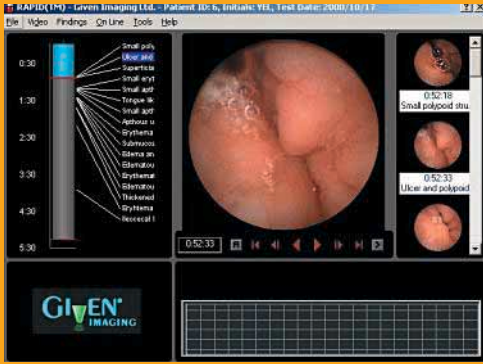 RAPID(TM) - Given Imaging Ltd. - Patient ID: 6, Initials: YEL, Test Date: 2000/10/17
File Video Findings On Line Tools Help
0:30
1:30
2:30
3:30
4:30
5:30
Small poly
Ulcer and
Superficia
Small eryt
Small apth
Tongue lik
Small apth
Apthous u
Erythema
Submucos
Edema an
Edematou
Erythemat
Edematou
Thickened
Erythema
Ileocecal
0:52:33
0:52:18
Small polypoid stru
0:52:33
Ulcer and polypoid
GIVEN
IMAGING